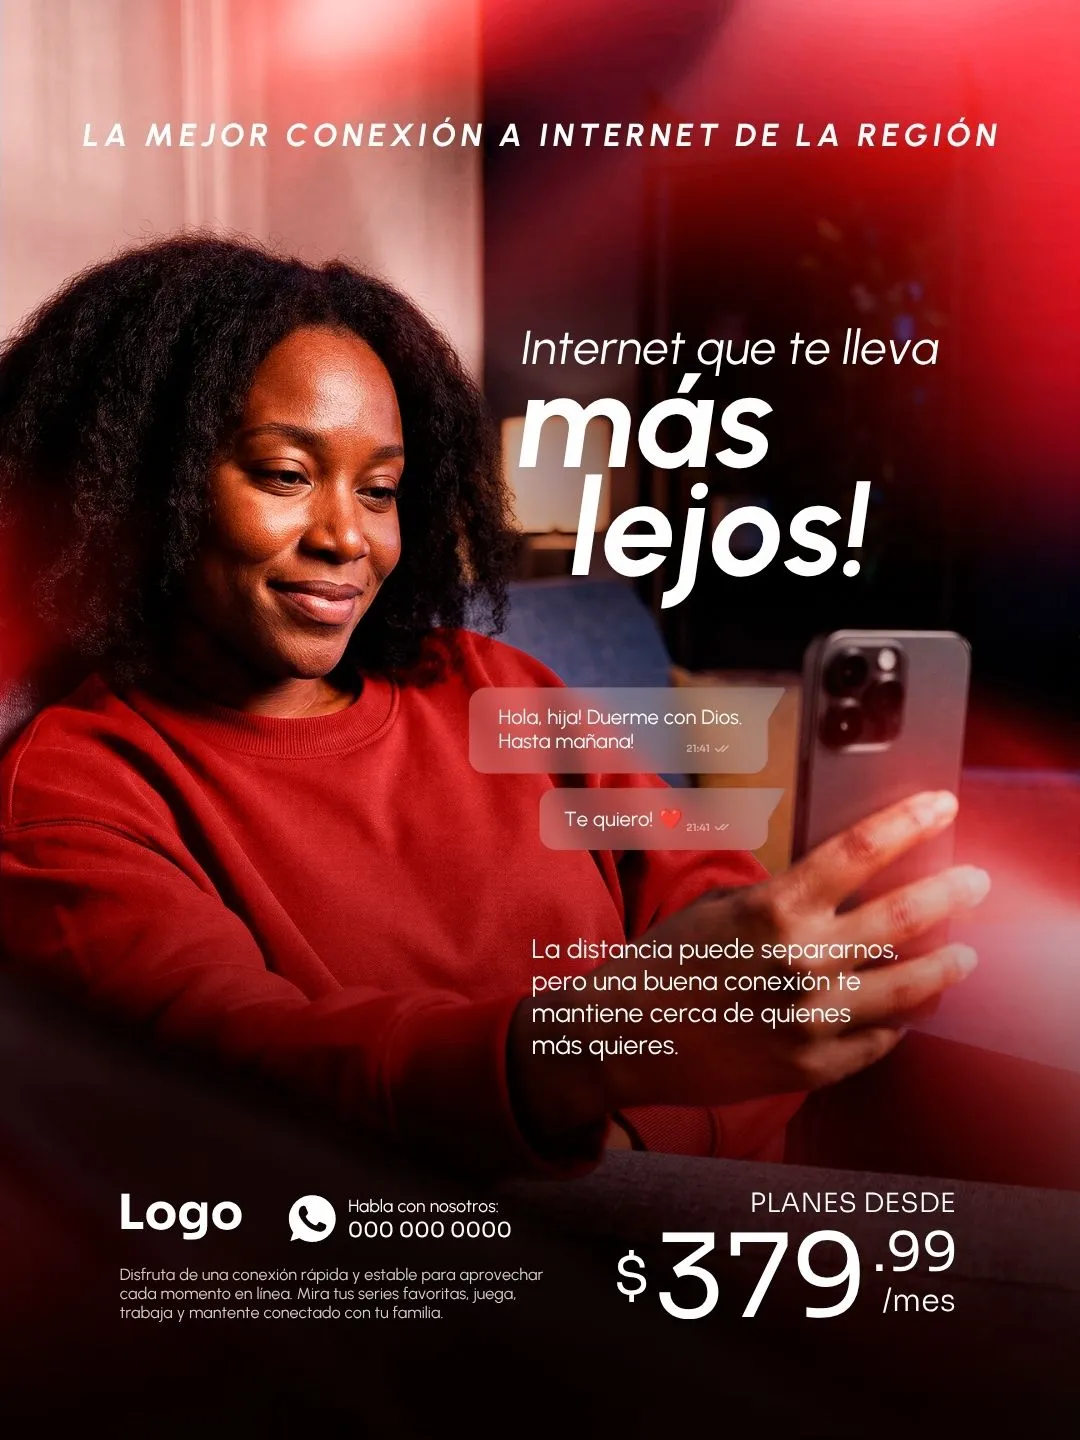 LA MEJOR CONEXIÓN A INTERNET DE LA REGIÓN
Internet que te lleva
más
lejos!
Hola, hija! Duerme con Dios.
Hasta mañana!
21:41
Te quiero! ❤️
21:41
La distancia puede separarnos,
pero una buena conexión te
mantiene cerca de quienes
más quieres.
Logo
Habla con nosotros:
000 000 0000
Disfruta de una conexión rápida y estable para aprovechar
cada momento en línea. Mira tus series favoritas, juega,
trabaja y mantente conectado con tu familia.
PLANES DESDE
$379.99
/mes